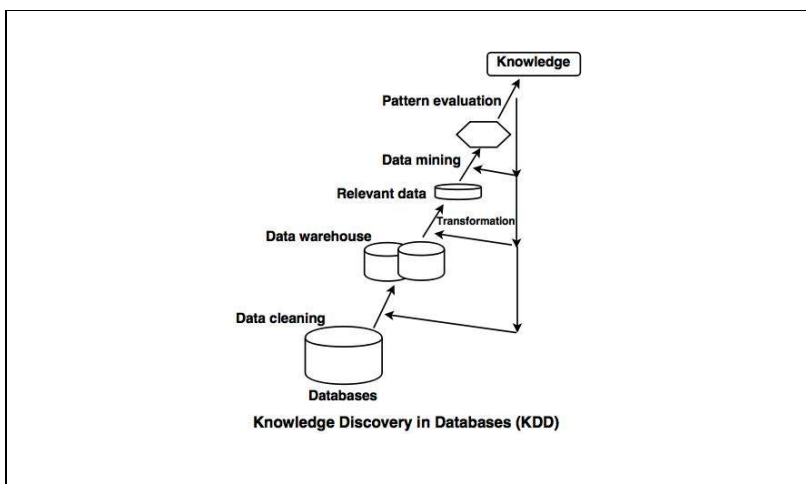 Knowledge
Pattern evaluation
Data mining
Relevant data
Transformation
Data warehouse
Data cleaning
Databases
Knowledge Discovery in Databases (KDD)